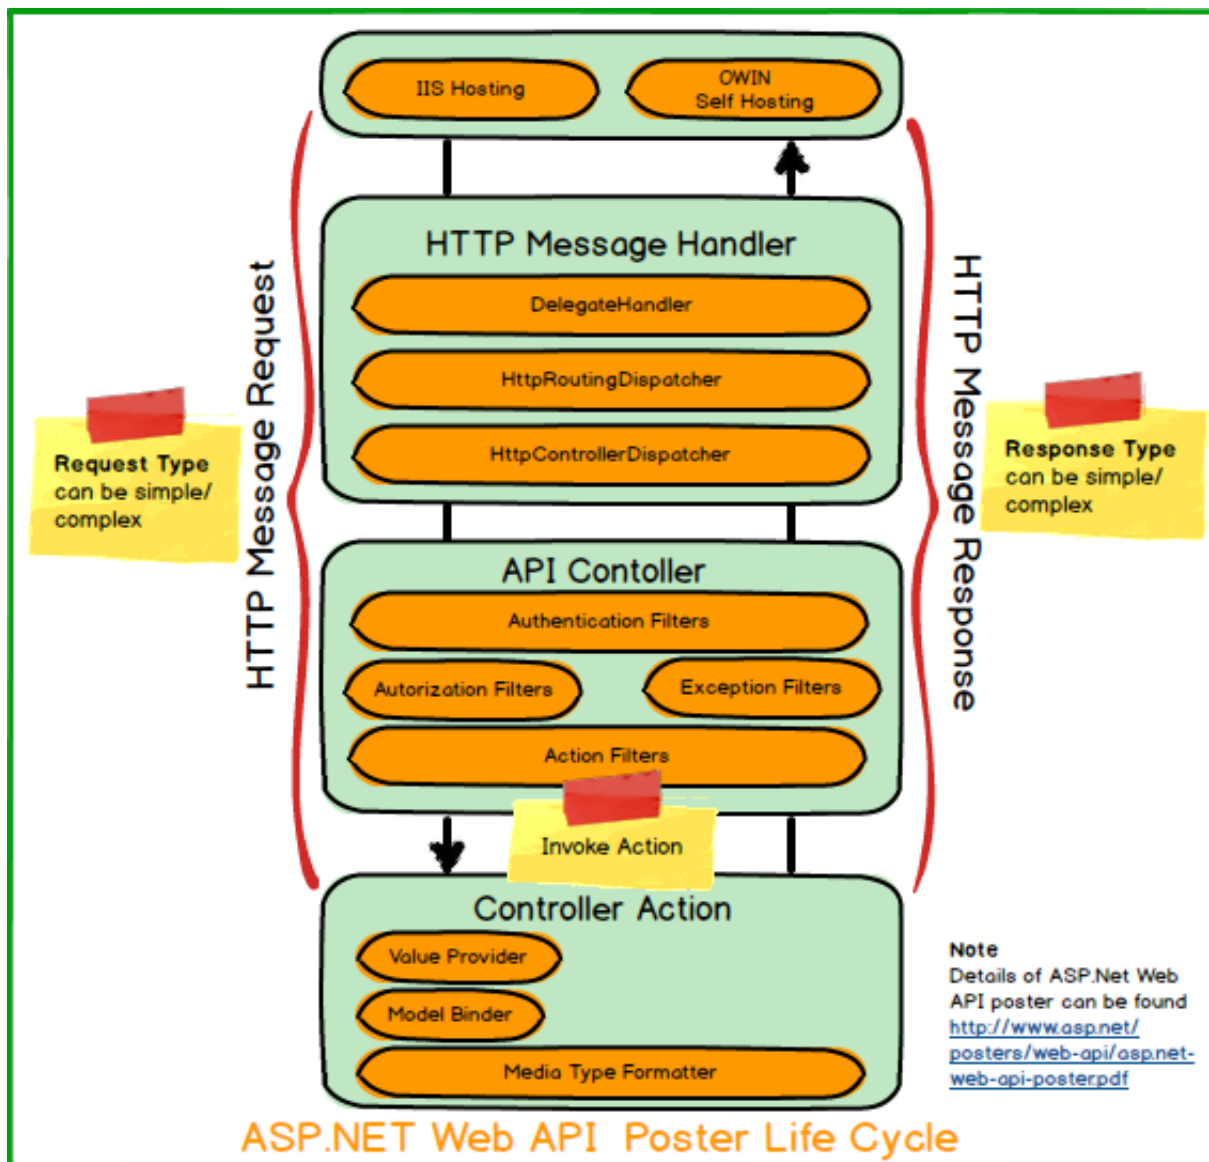 IIS Hosting
OWIN
Self Hosting
HTTP Message Handler
DelegateHandler
HttpRoutingDispatcher
HttpControllerDispatcher
HTTP Message Request
HTTP Message Response
Request Type
can be simple/
complex
Response Type
can be simple/
complex
API Contoller
Authentication Filters
Autorization Filters
Exception Filters
Action Filters
Invoke Action
Controller Action
Value Provider
Model Binder
Media Type Formatter
Note
Details of ASP.Net Web
API poster can be found
http://www.asp.net/
posters/web-api/asp.net-
web-api-poster.pdf
ASP.NET Web API Poster Life Cycle